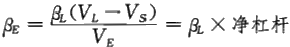 β_E = β_L(V_L − V_S) / V_E = β_L × 净杠杆